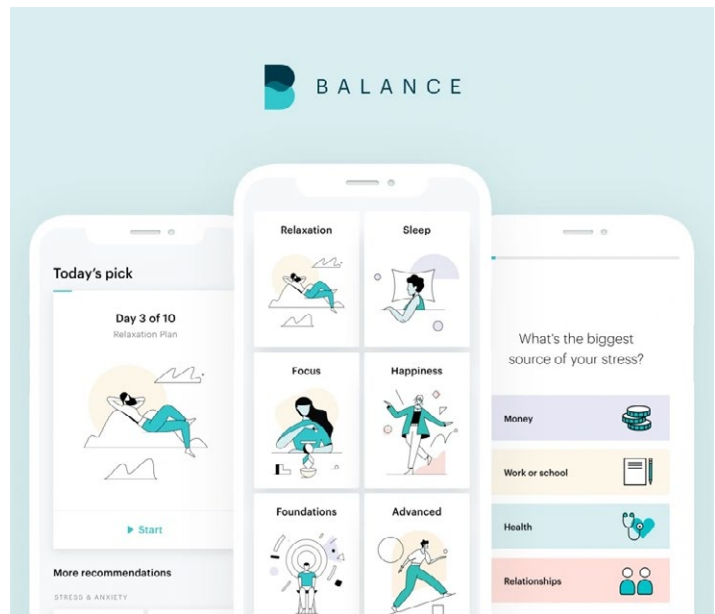 BALANCE
Today's pick
Day 3 of 10
Relaxation Plan
Start
More recommendations
STRESS & ANXIETY
Relaxation
Sleep
Focus
Happiness
Foundations
Advanced
What's the biggest
source of your stress?
Money
Work or school
Health
Relationships